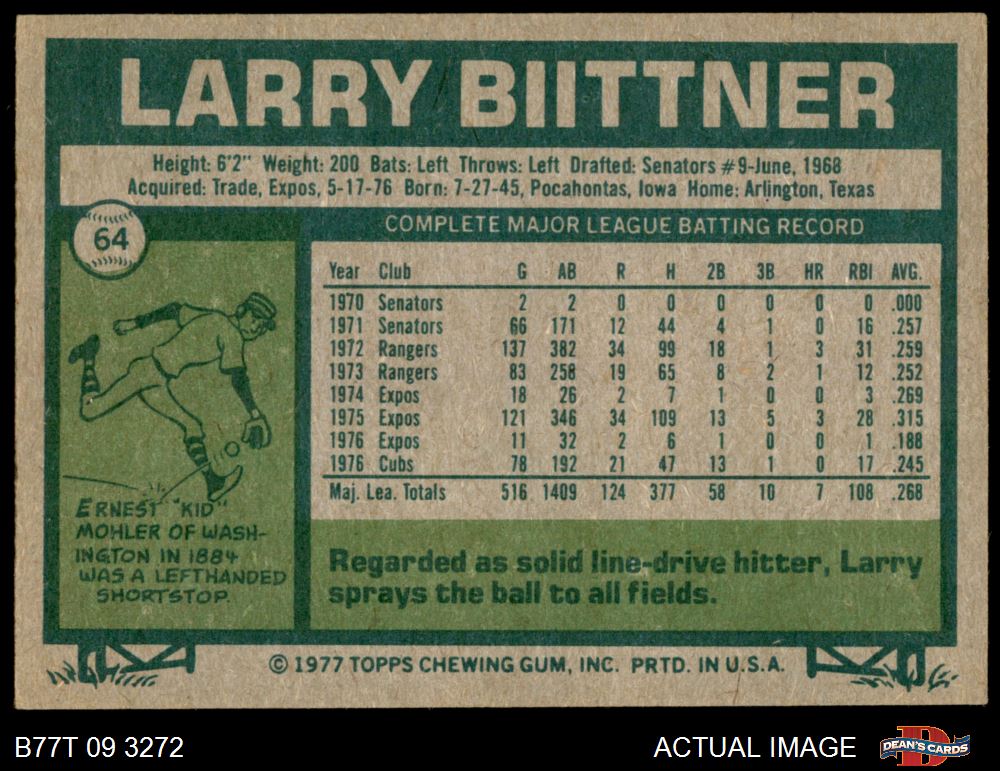 LARRY BIITTNER
Height: 6'2" Weight: 200 Bats: Left Throws: Left Drafted: Senators #9-June, 1968
Acquired: Trade, Expos, 5-17-76 Born: 7-27-45, Pocahontas, Iowa Home: Arlington, Texas
64
COMPLETE MAJOR LEAGUE BATTING RECORD
Year Club G AB R H 2B 3B HR RBI AVG.
1970 Senators 2 2 0 0 0 0 0 0 .000
1971 Senators 66 171 12 44 4 1 0 16 .257
1972 Rangers 137 382 34 99 18 1 3 31 .259
1973 Rangers 83 258 19 65 8 2 1 12 .252
1974 Expos 18 26 2 7 1 0 0 3 .269
1975 Expos 121 346 34 109 13 5 3 28 .315
1976 Expos 11 32 2 6 1 0 0 1 .188
1976 Cubs 78 192 21 47 13 1 0 17 .245
Maj. Lea. Totals 516 1409 124 377 58 10 7 108 .268
ERNEST "KID"
MOHLER OF WASH-
INGTON IN 1884
WAS A LEFTHANDED
SHORTSTOP.
Regarded as solid line-drive hitter, Larry
sprays the ball to all fields.
© 1977 TOPPS CHEWING GUM, INC. PRTD. IN U.S.A.
B77T 09 3272
ACTUAL IMAGE
DEAN'S CARDS